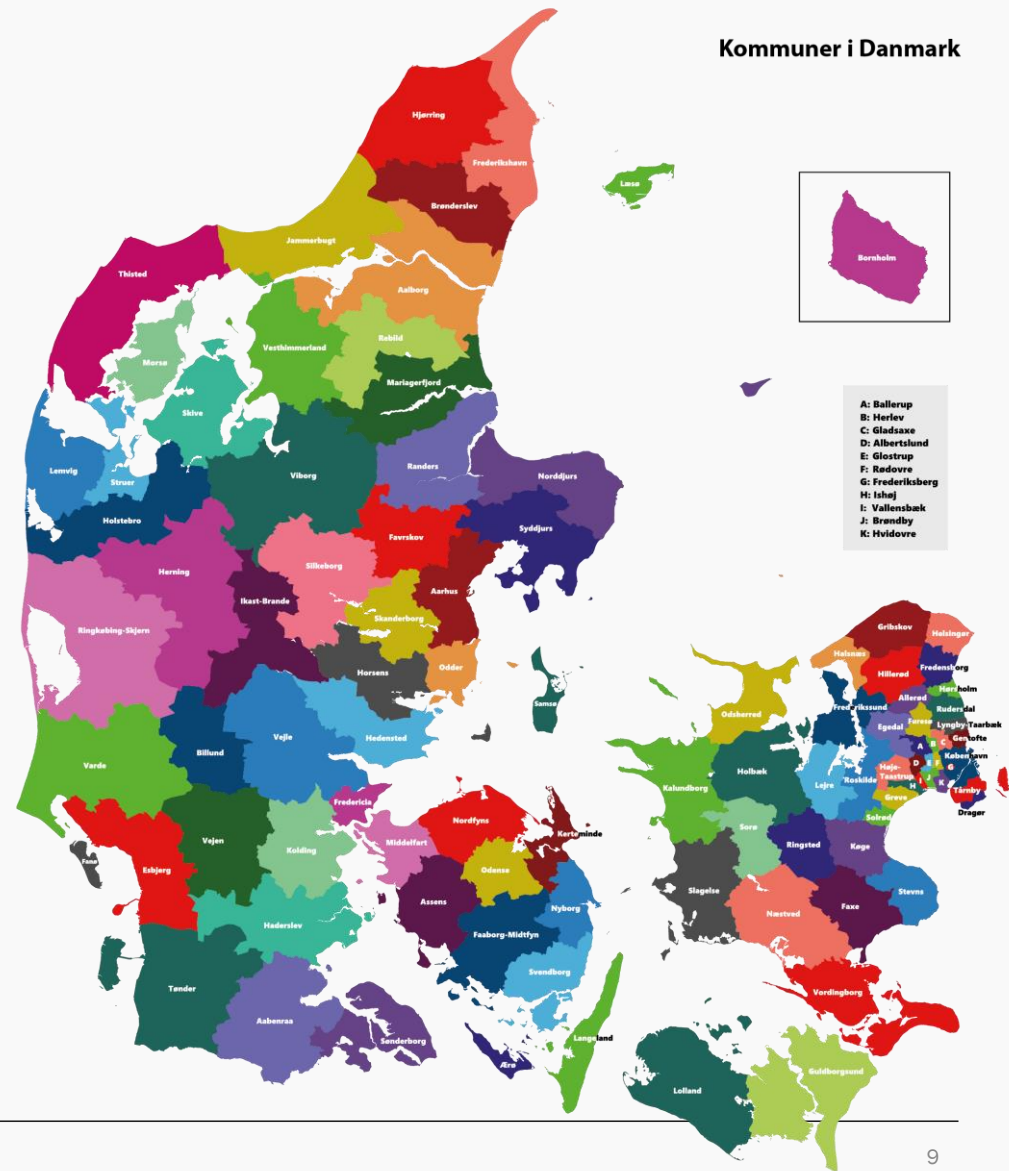 Kommuner i Danmark
Hjørring
Frederikshavn
Læsø
Brønderslev
Jammerbugt
Bornholm
Thisted
Aalborg
Rebild
Vesthimmerland
Morsø
Mariagerfjord
Skive
A: Ballerup
B: Herlev
C: Gladsaxe
D: Albertslund
E: Glostrup
F: Rødovre
G: Frederiksberg
H: Ishøj
I: Vallensbæk
J: Brøndby
K: Hvidovre
Lemvig
Struer
Viborg
Randers
Norddjurs
Holstebro
Syddjurs
Favrskov
Herning
Silkeborg
Ikast-Brande
Aarhus
Skanderborg
Ringkøbing-Skjern
Horsens
Odder
Samsø
Gribskov
Helsingør
Halsnæs
Hillerød
Fredensborg
Hørsholm
Allerød
Rudersdal
Frederikssund
Egedal
Furesø
Lyngby-Taarbæk
Gentofte
København
A
B
C
D
E
F
G
H
I
J
K
Odsherred
Holbæk
Kalundborg
Lejre
Roskilde
Høje-
Taastrup
Greve
Solrød
Tårnby
Dragør
Billund
Vejle
Hedensted
Varde
Fredericia
Middelfart
Nordfyns
Kerteminde
Vejen
Kolding
Odense
Fanø
Esbjerg
Assens
Nyborg
Haderslev
Faaborg-Midtfyn
Svendborg
Tønder
Aabenraa
Sønderborg
Ærø
Langeland
Sorø
Ringsted
Køge
Slagelse
Næstved
Faxe
Stevns
Vordingborg
Lolland
Guldborgsund
9